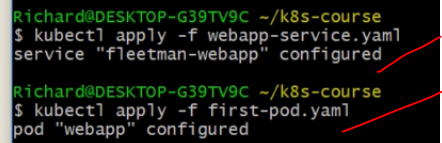 Richard@DESKTOP-G39TV9C ~/k8s-course
$ kubectl apply -f webapp-service.yaml
service "fleetman-webapp" configured
Richard@DESKTOP-G39TV9C ~/k8s-course
$ kubectl apply -f first-pod.yaml
pod "webapp" configured